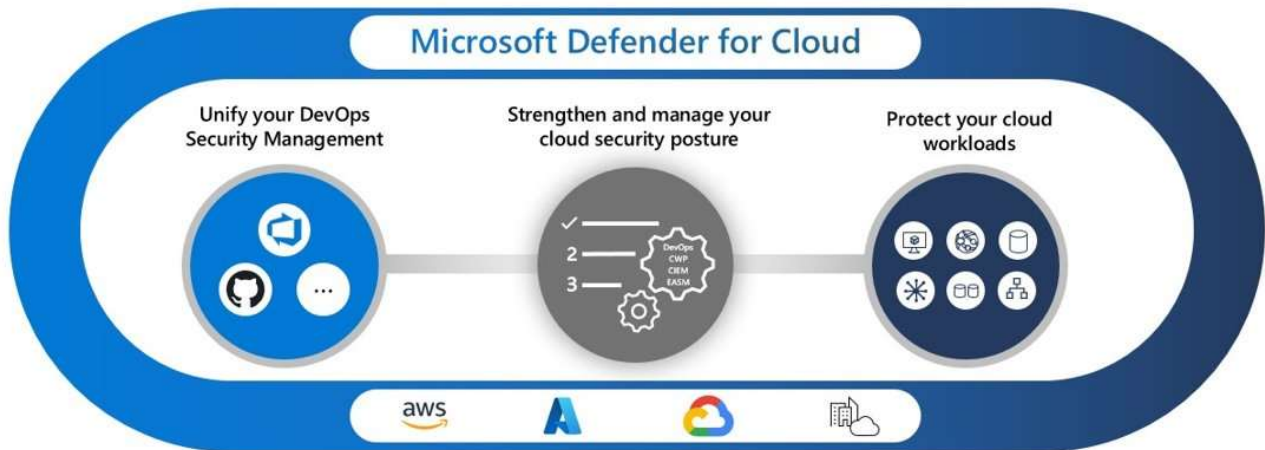 Microsoft Defender for Cloud
Unify your DevOps
Security Management
Strengthen and manage your
cloud security posture
Protect your cloud
workloads
2
3
DevOps
CWP
CIEM
EASM
...
aws